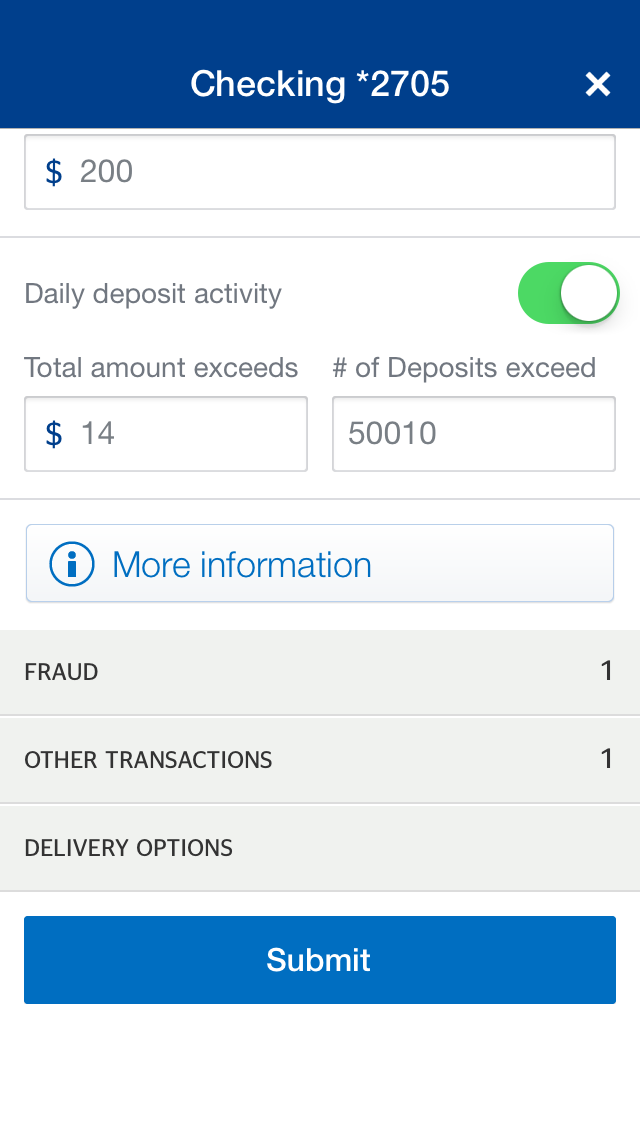 Checking *2705 ×
$ 200
Daily deposit activity
Total amount exceeds # of Deposits exceed
$ 14 50010
More information
FRAUD 1
OTHER TRANSACTIONS 1
DELIVERY OPTIONS
Submit